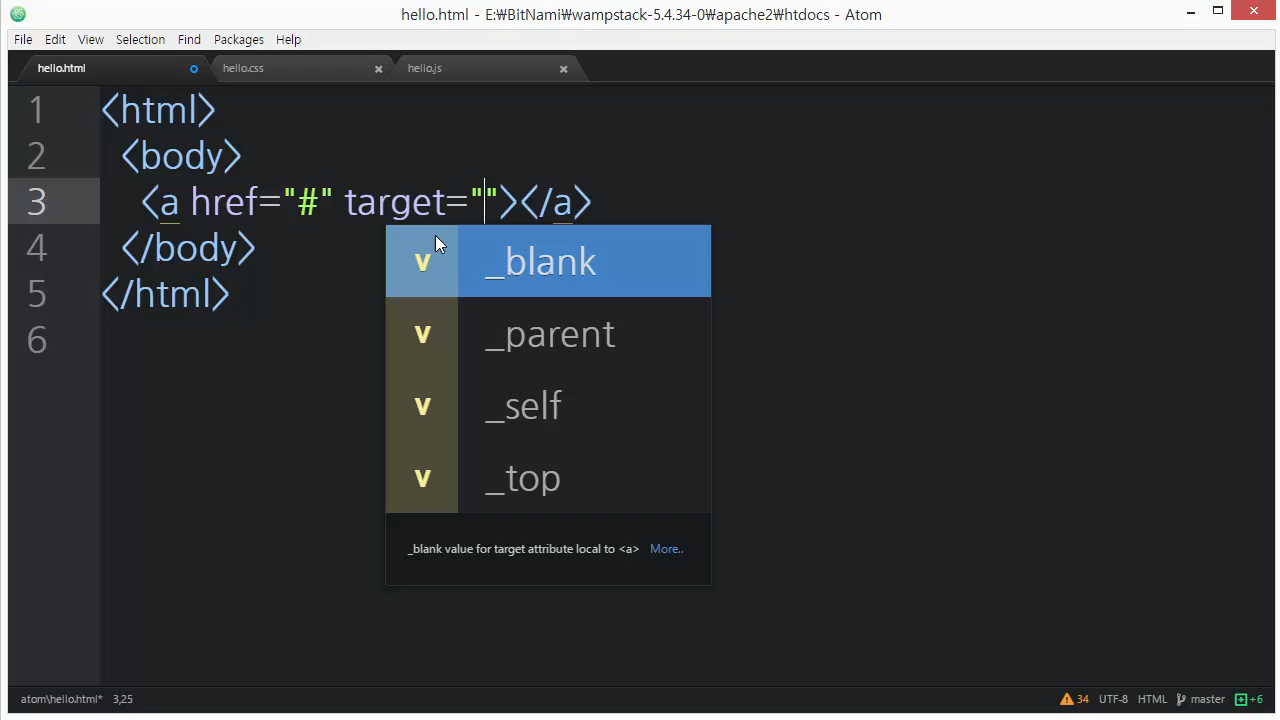 hello.html - E:₩BitNami₩wampstack-5.4.34-0₩apache2₩htdocs - Atom
File Edit View Selection Find Packages Help
hello.html hello.css hello.js
1 <html>
2 <body>
3 <a href="#" target=""></a>
4 </body>
5 </html>
6
v _blank
v _parent
v _self
v _top
_blank value for target attribute local to <a> More..
atom\hello.html* 3,25 34 UTF-8 HTML master +6